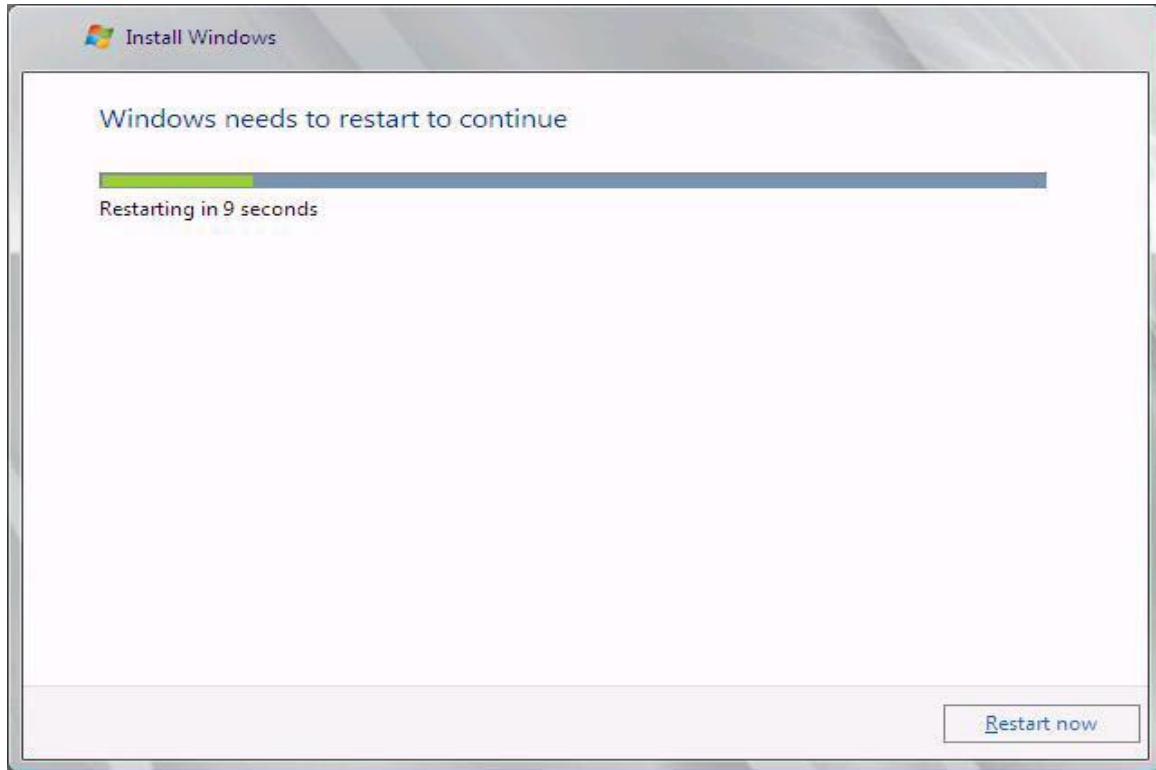 Install Windows
Windows needs to restart to continue
Restarting in 9 seconds
Restart now